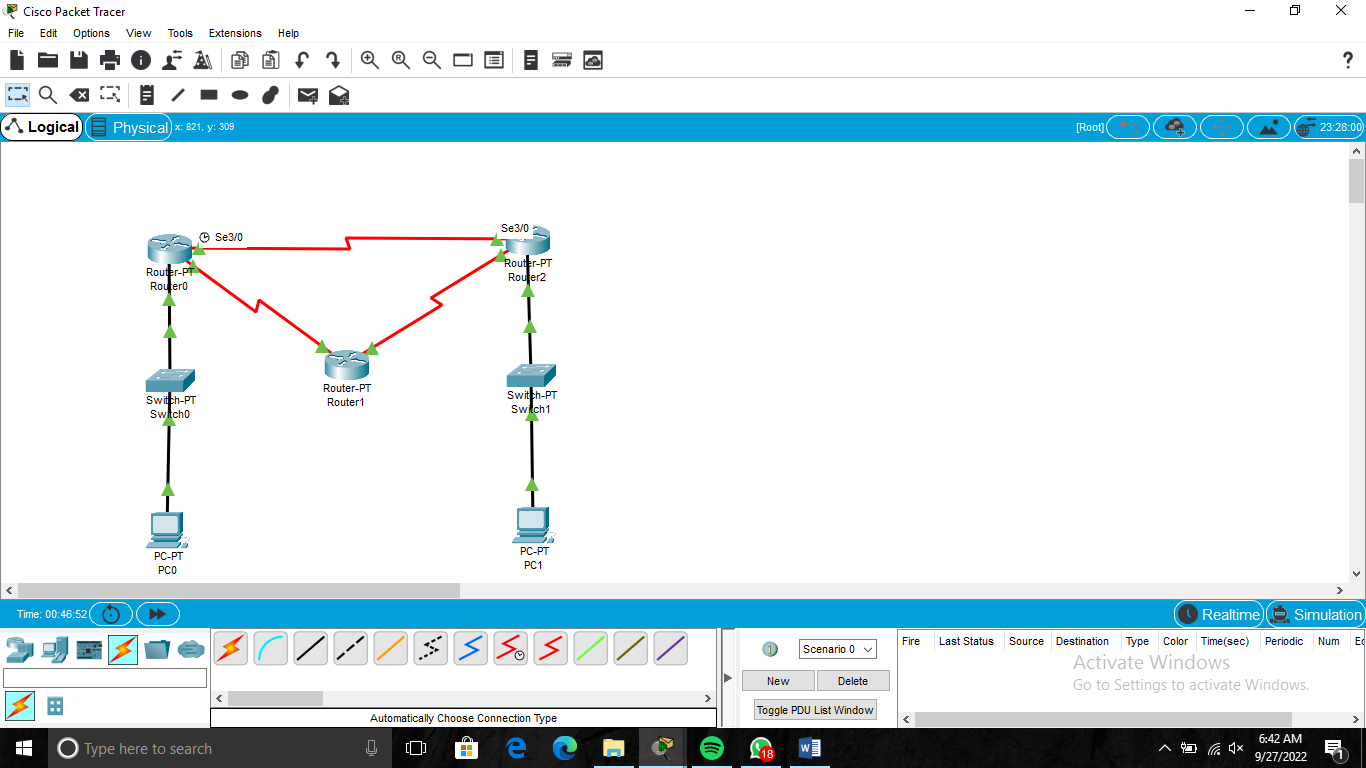 Cisco Packet Tracer
File Edit Options View Tools Extensions Help
Logical Physical x: 821, y: 309 [Root] 23:28:00
Se3/0
Se3/0
Router-PT
Router0
Router-PT
Router2
Router-PT
Router1
Switch-PT
Switch0
Switch-PT
Switch1
PC-PT
PC0
PC-PT
PC1
Time: 00:46:52 Realtime Simulation
Scenario 0
New Delete
Toggle PDU List Window
Fire Last Status Source Destination Type Color Time(sec) Periodic Num Ec
Activate Windows
Go to Settings to activate Windows.
Automatically Choose Connection Type
Type here to search
18
6:42 AM
9/27/2022
1